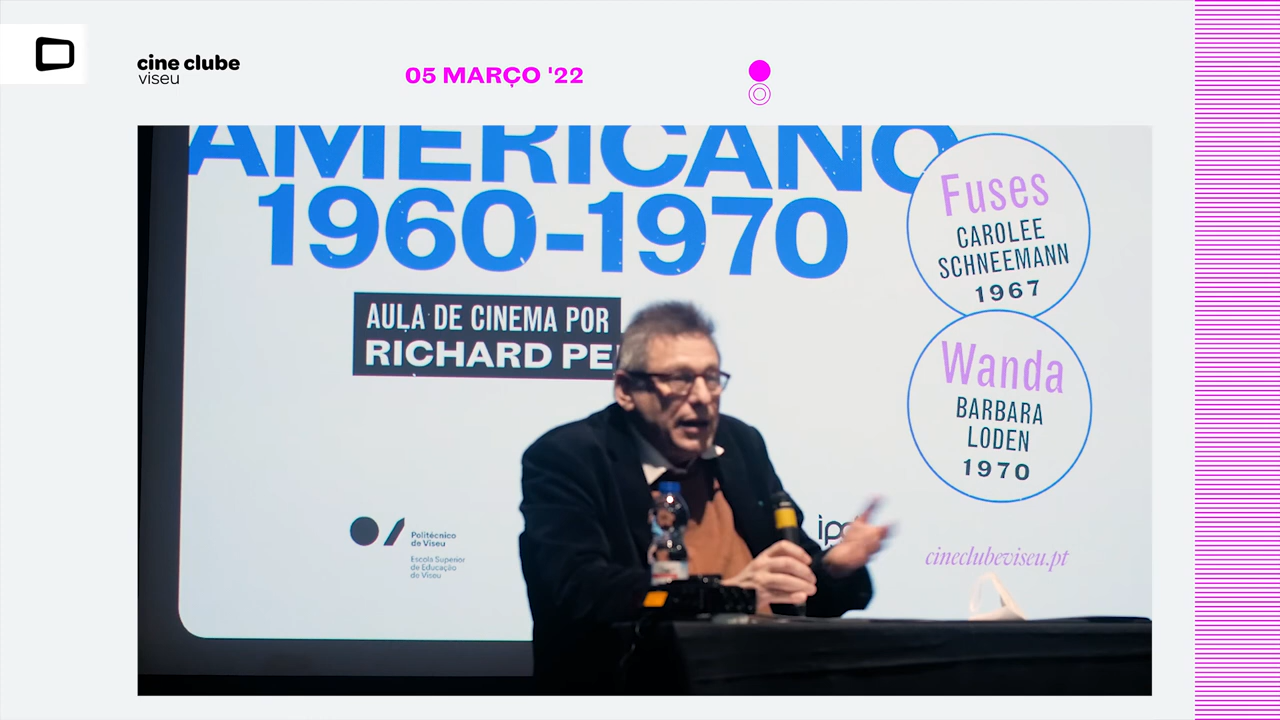 cine clube
viseu
05 MARÇO '22
AMERICANO
1960-1970
Fuses
CAROLEE
SCHNEEMANN
1967
AULA DE CINEMA POR
RICHARD
Wanda
BARBARA
LODEN
1970
Politécnico
de Viseu
Escola Superior
de Educação
de Viseu
cineclubeviseu.pt